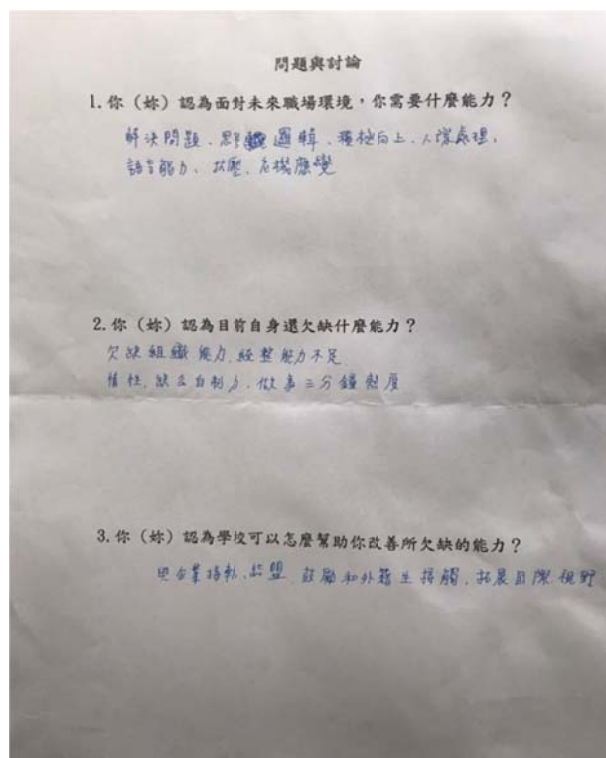 問題與討論
1.你（妳）認為面對未來職場環境，你需要什麼能力？
解決問題、思 邏輯、積極向上、人際處理、
語言能力、抗壓、危機應變
2.你（妳）認為目前自身還欠缺什麼能力？
欠缺組織能力、統整能力不足
惰性、缺乏自制力、做事三分鐘熱度
3.你（妳）認為學校可以怎麼幫助你改善所欠缺的能力？
與企業接軌、結盟、鼓勵和外籍生接觸、拓展國際視野